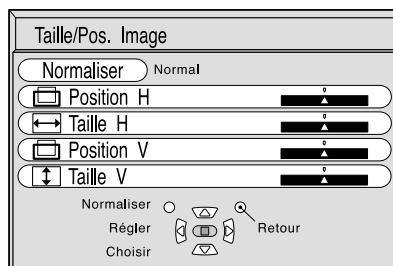 Taille/Pos. Image
Normaliser Normal
Position H
Taille H
Position V
Taille V
Normaliser
Régler
Retour
Choisir